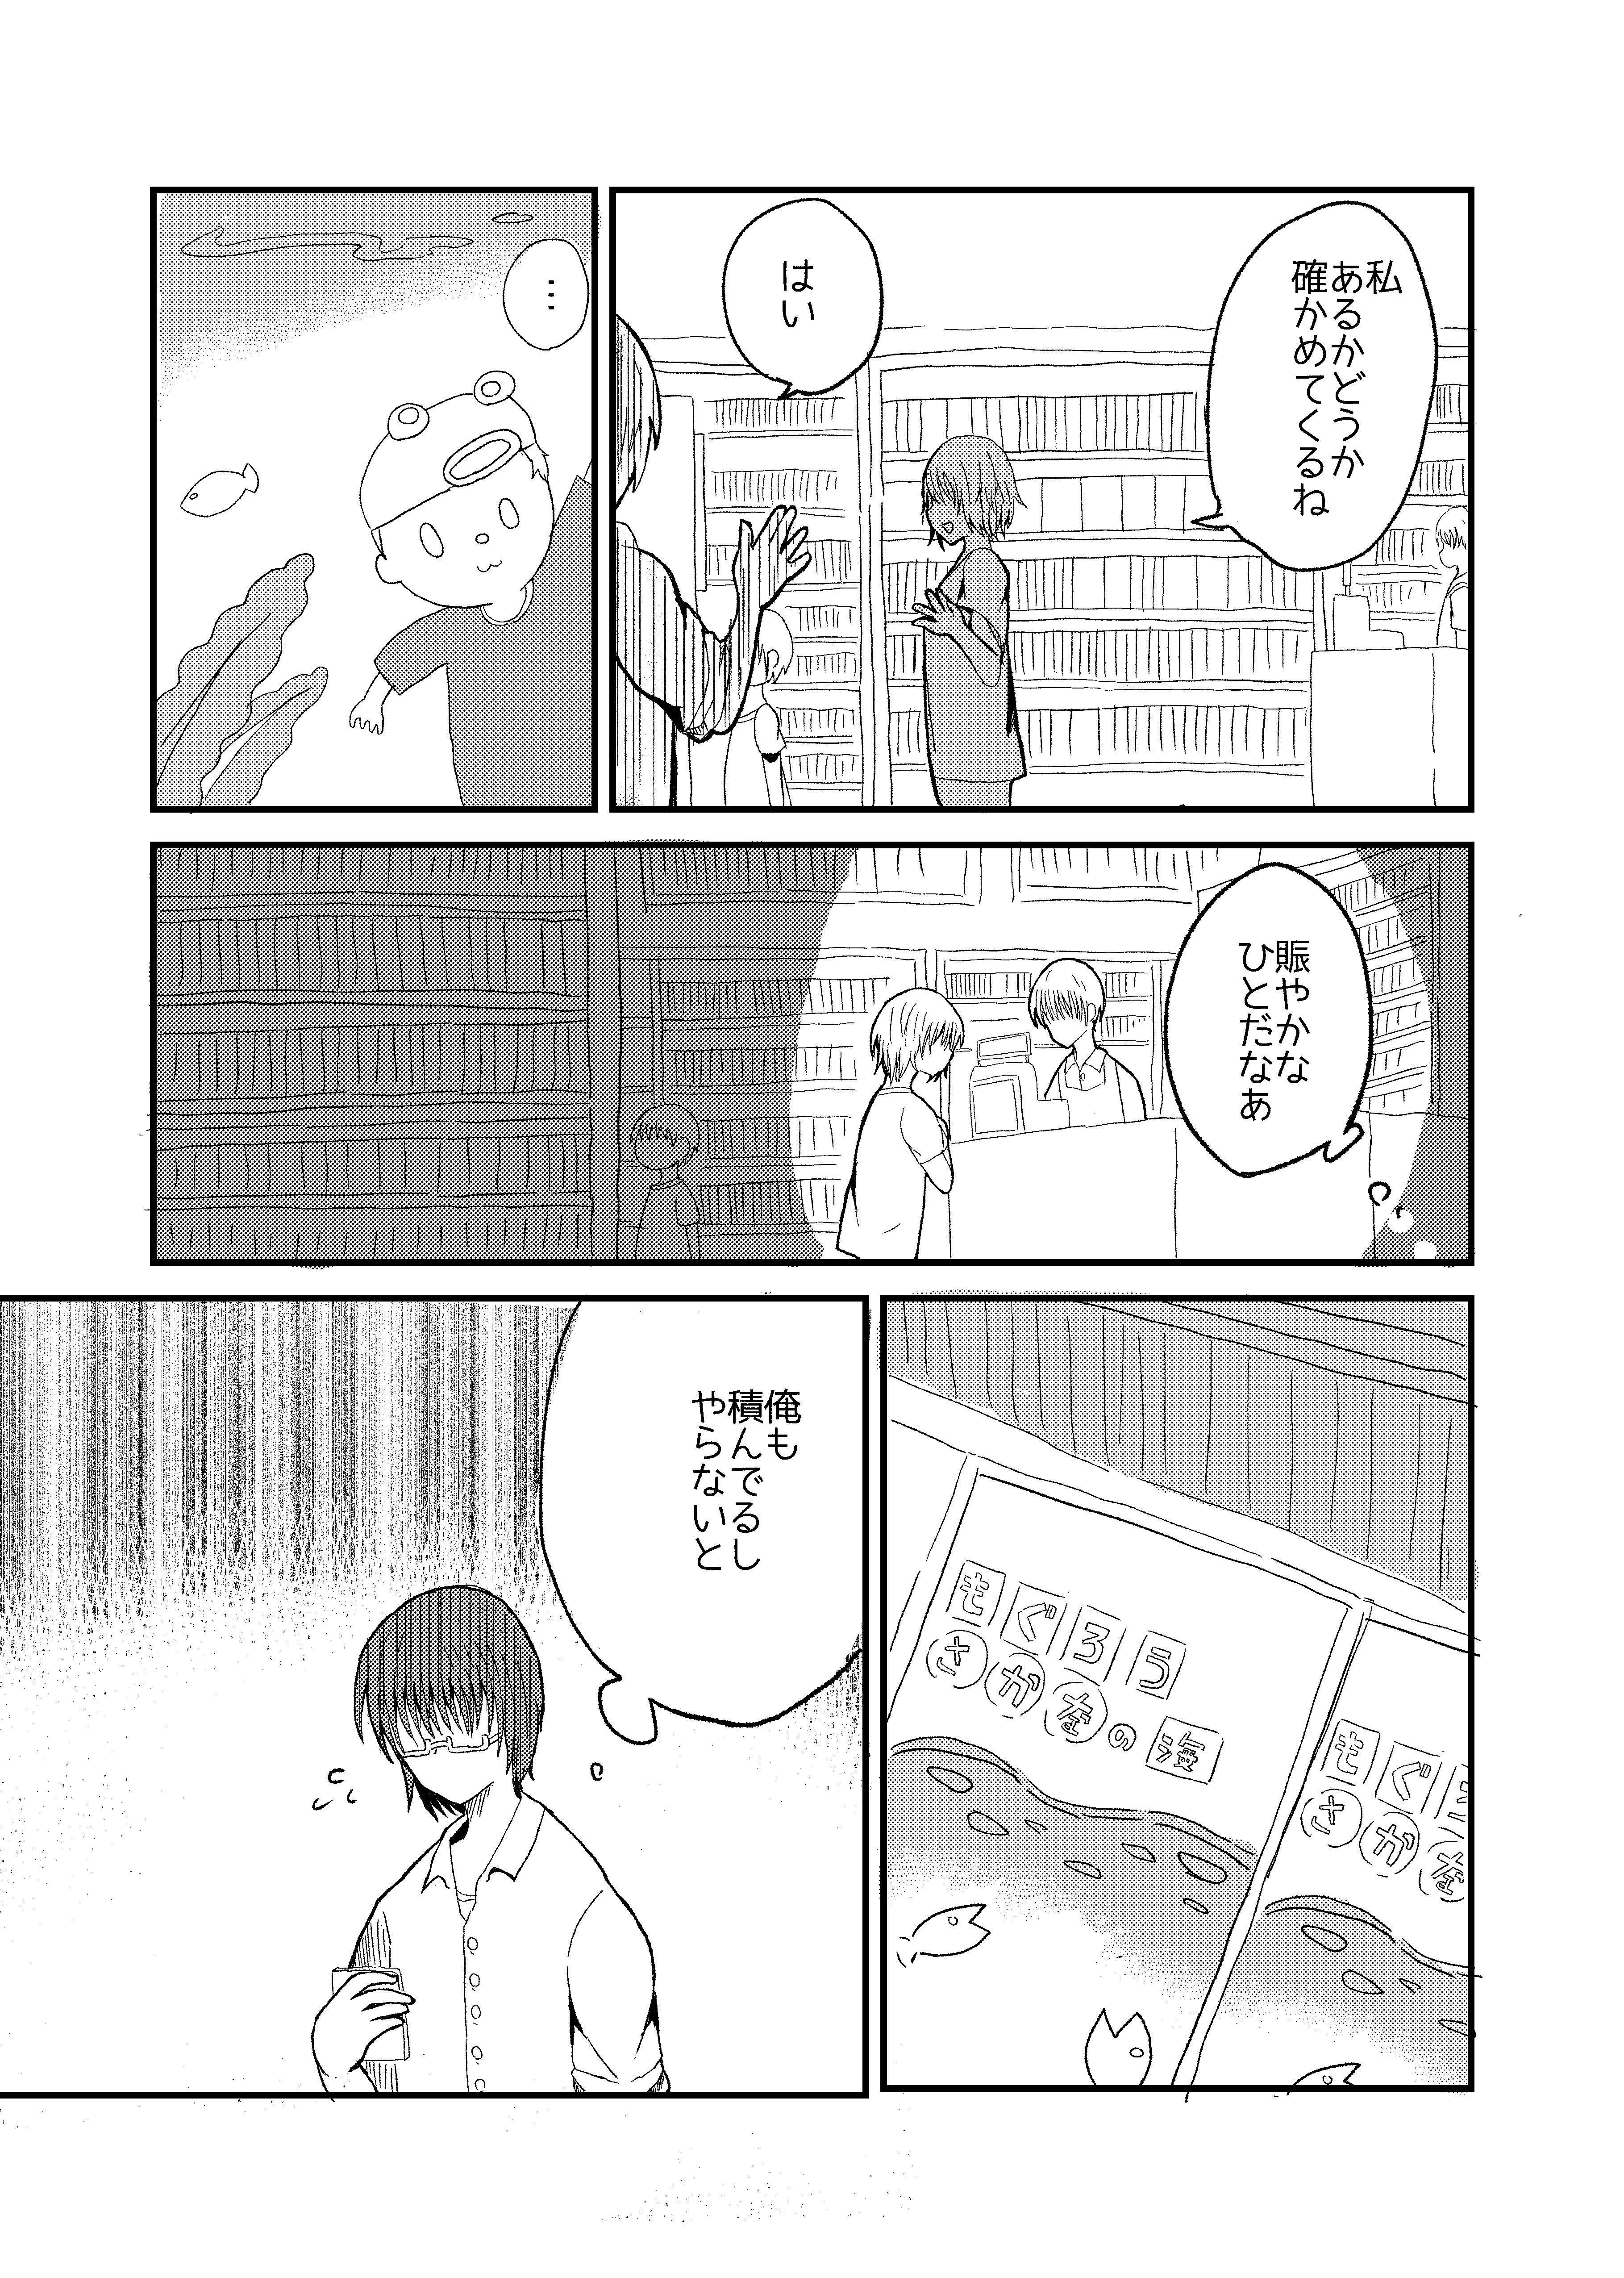 私
あるかどうか
確かめてくるね
はい
…
賑やかな
ひとだなあ
もぐろう
さかなの海
もぐろ
さかな
俺も
積んでるし
やらないと